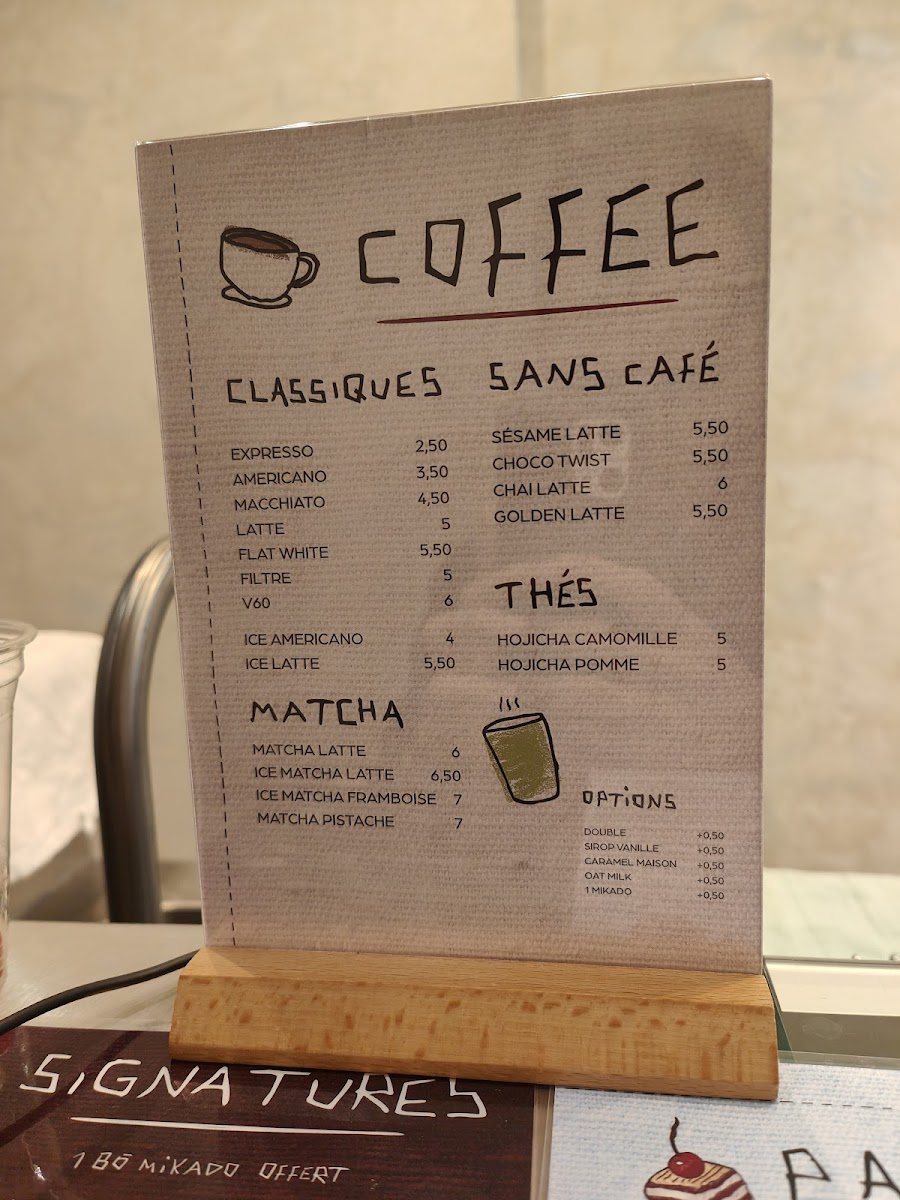 COFFEE
CLASSIQUES
EXPRESSO 2,50
AMERICANO 3,50
MACCHIATO 4,50
LATTE 5
FLAT WHITE 5,50
FILTRE 5
V60 6
ICE AMERICANO 4
ICE LATTE 5,50
MATCHA
MATCHA LATTE 6
ICE MATCHA LATTE 6,50
ICE MATCHA FRAMBOISE 7
MATCHA PISTACHE 7
SANS CAFÉ
SÉSAME LATTE 5,50
CHOCO TWIST 5,50
CHAI LATTE 6
GOLDEN LATTE 5,50
THÉS
HOJICHA CAMOMILLE 5
HOJICHA POMME 5
OPTIONS
DOUBLE +0,50
SIROP VANILLE +0,50
CARAMEL MAISON +0,50
OAT MILK +0,50
1 MIKADO +0,50
SIGNATURES
1 BÔ MIKADO OFFERT
PA